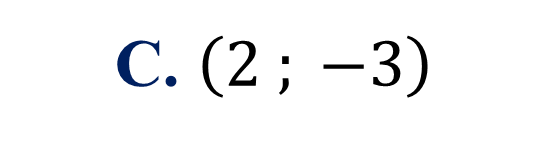 C. (2 ; −3)